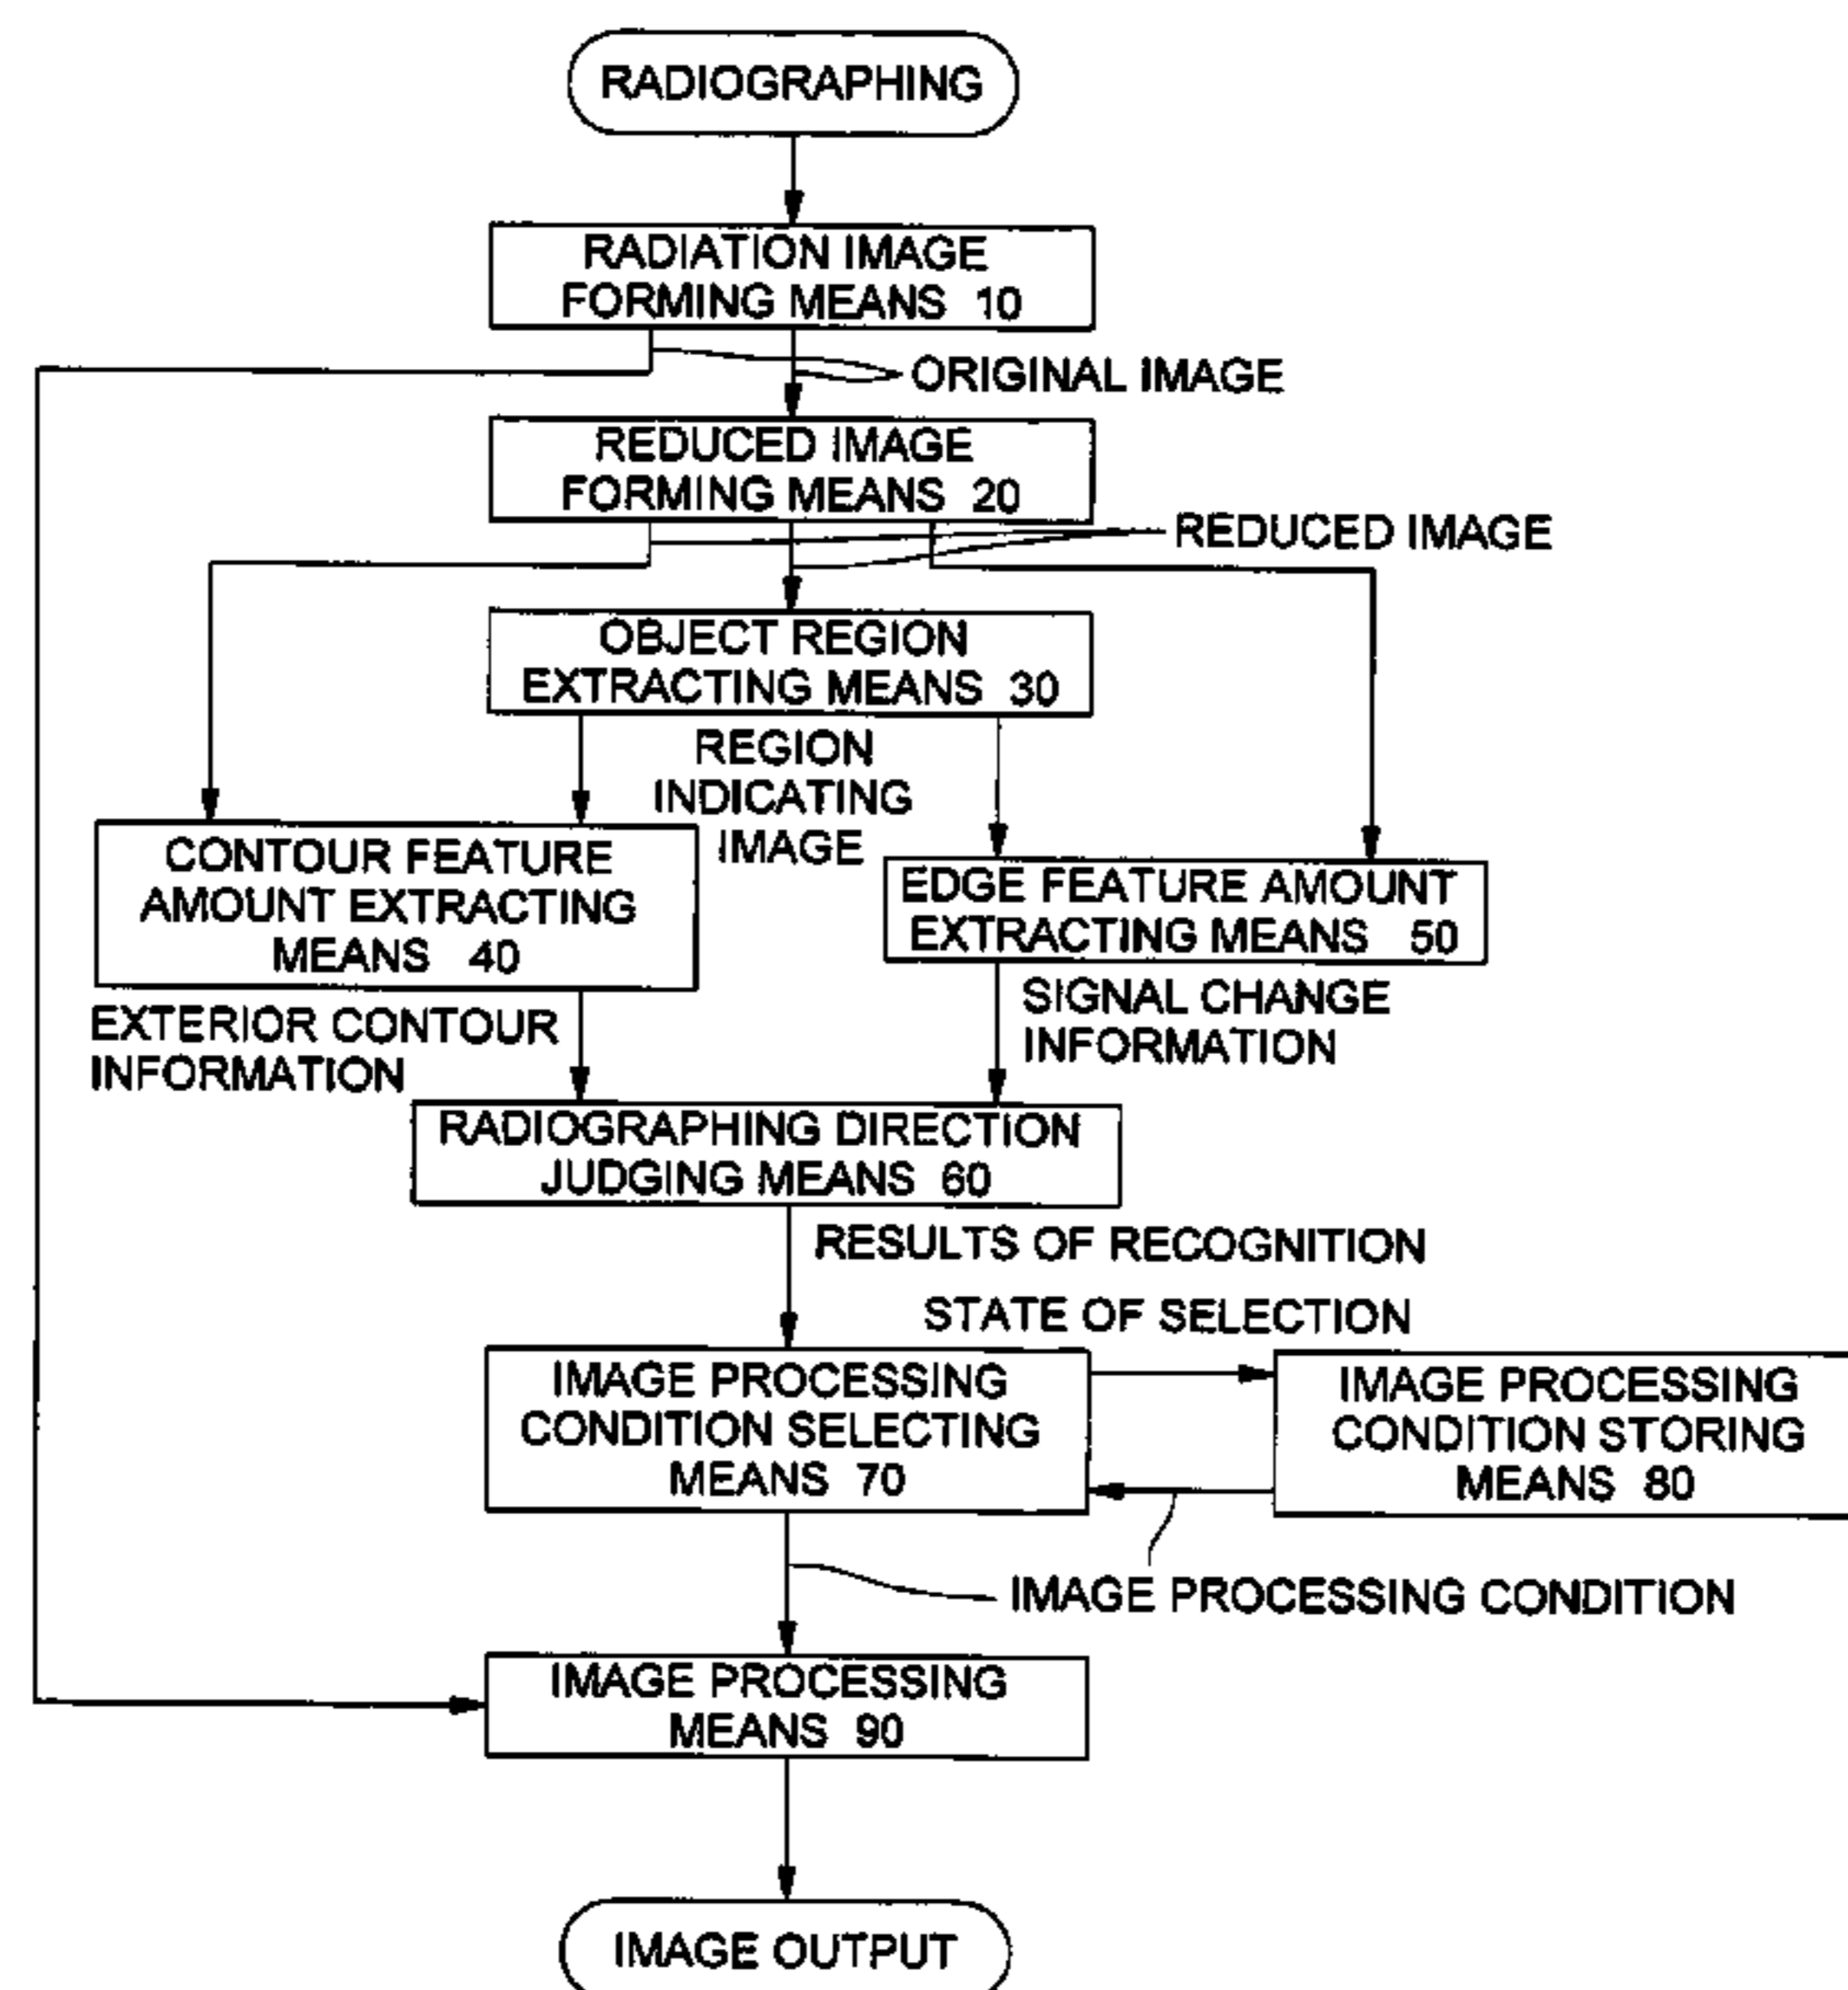 RADIOGRAPHING
RADIATION IMAGE
FORMING MEANS 10
ORIGINAL IMAGE
REDUCED IMAGE
FORMING MEANS 20
REDUCED IMAGE
OBJECT REGION
EXTRACTING MEANS 30
REGION
INDICATING
IMAGE
CONTOUR FEATURE
AMOUNT EXTRACTING
MEANS 40
EDGE FEATURE AMOUNT
EXTRACTING MEANS 50
EXTERIOR CONTOUR
INFORMATION
SIGNAL CHANGE
INFORMATION
RADIOGRAPHING DIRECTION
JUDGING MEANS 60
RESULTS OF RECOGNITION
STATE OF SELECTION
IMAGE PROCESSING
CONDITION SELECTING
MEANS 70
IMAGE PROCESSING
CONDITION STORING
MEANS 80
IMAGE PROCESSING CONDITION
IMAGE PROCESSING
MEANS 90
IMAGE OUTPUT